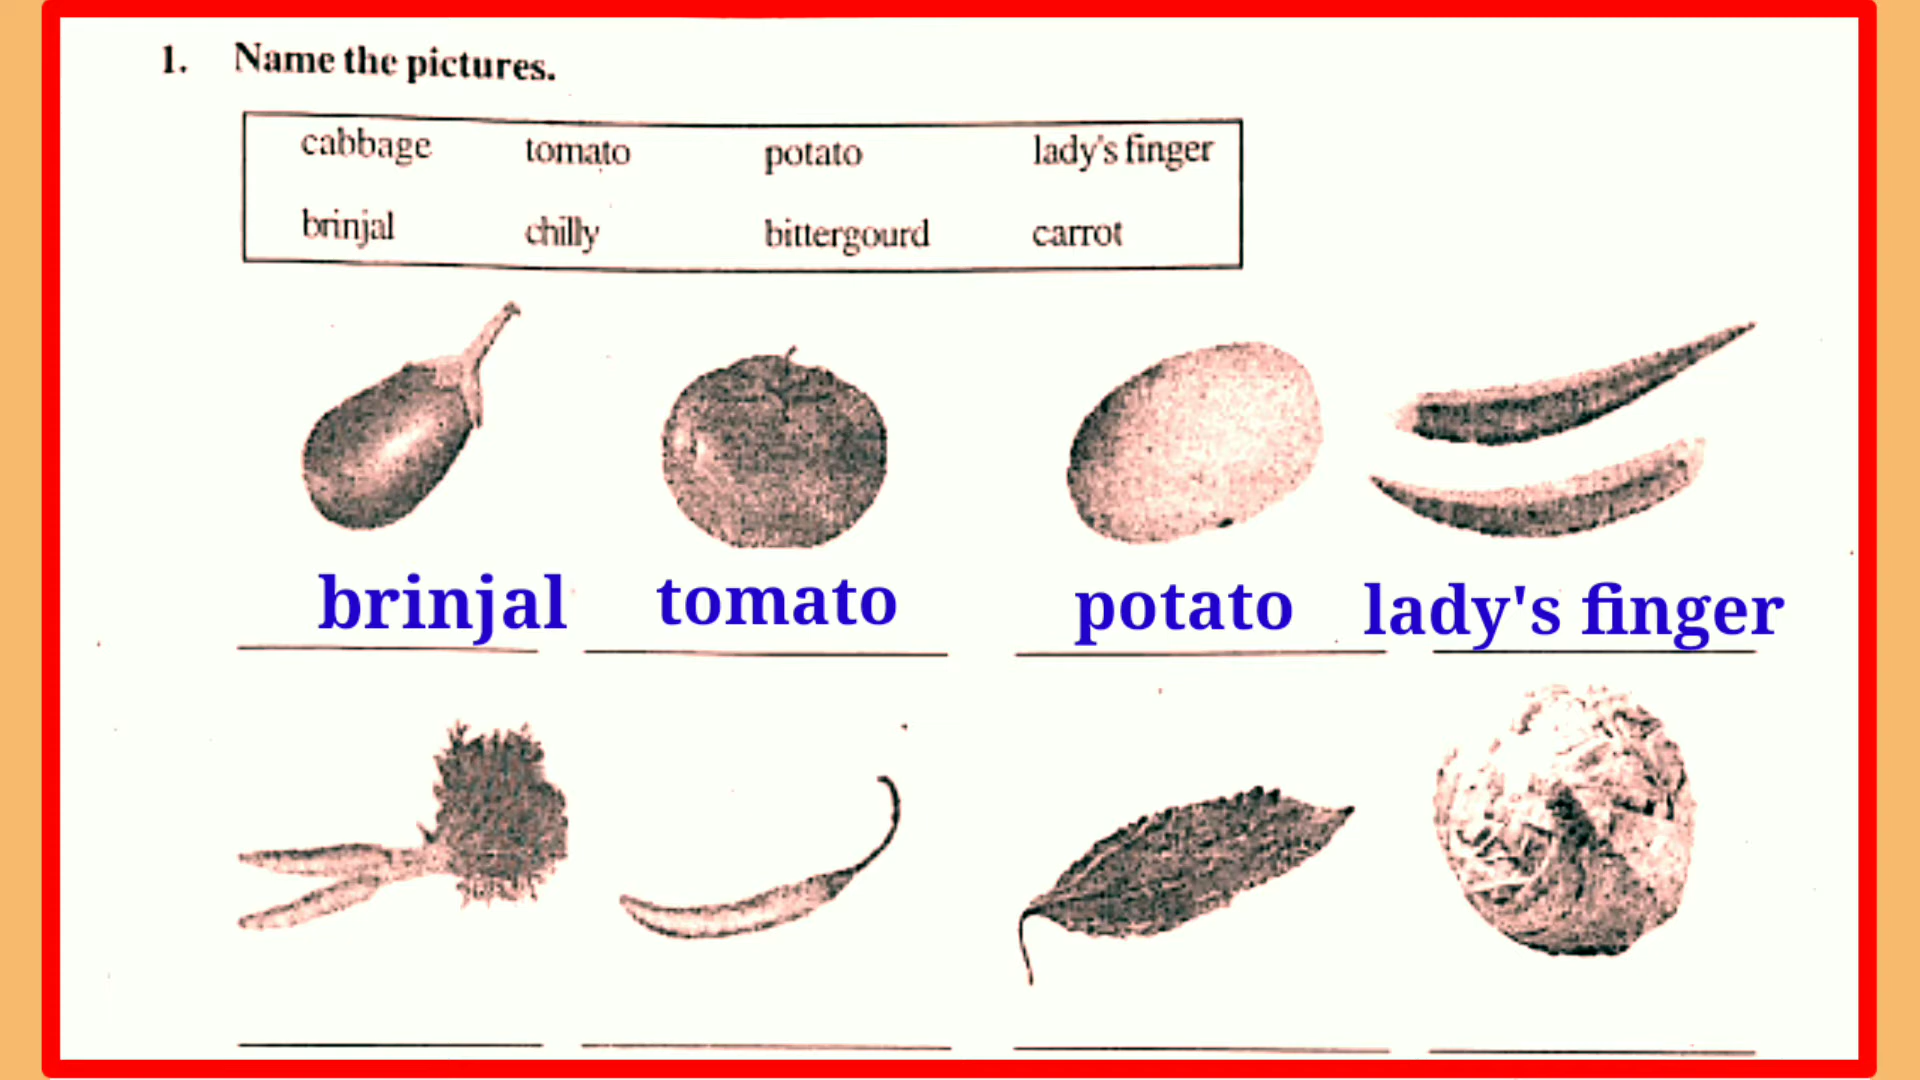 1. Name the pictures.
cabbage tomato potato lady's finger
brinjal chilly bittergourd carrot
brinjal tomato potato lady's finger